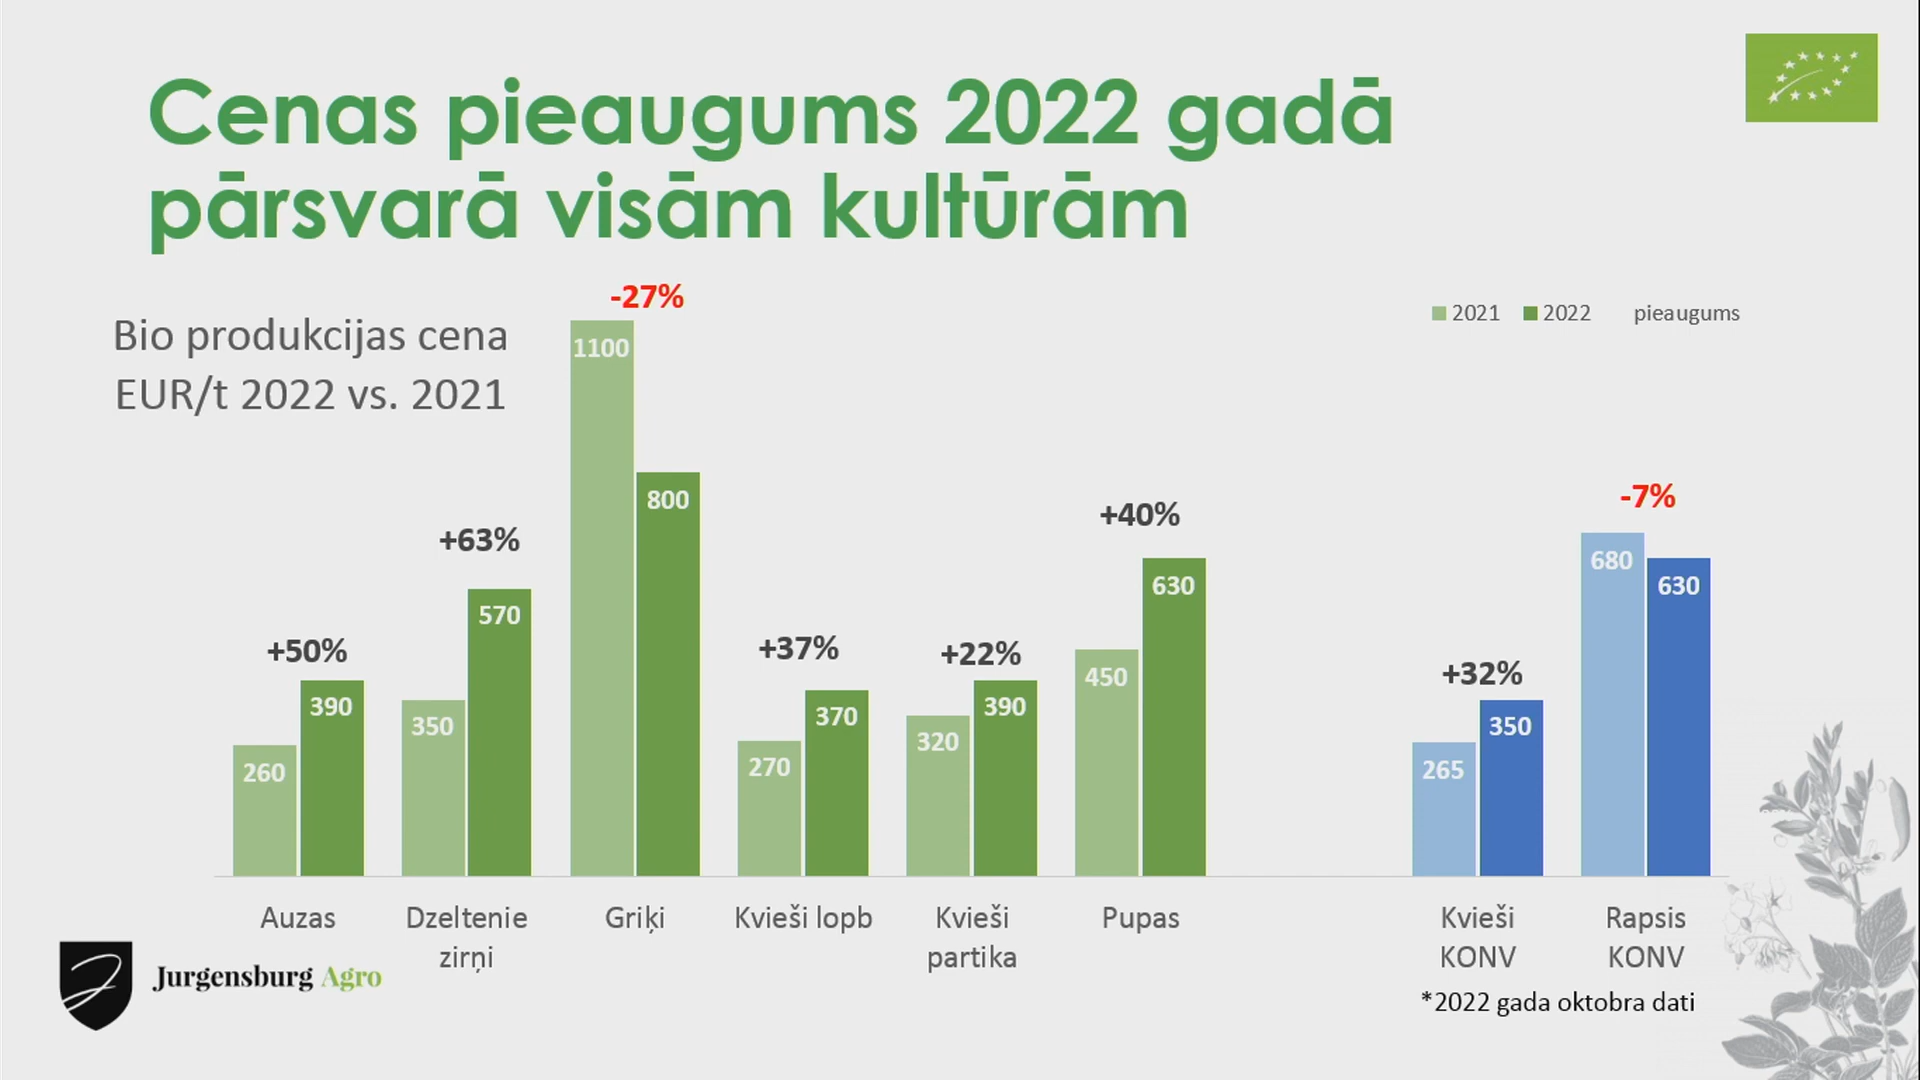 Cenas pieaugums 2022 gadā
pārsvarā visām kultūrām
Bio produkcijas cena
EUR/t 2022 vs. 2021
2021 2022 pieaugums
+50%
260 390
+63%
350 570
-27%
1100 800
+37%
270 370
+22%
320 390
+40%
450 630
+32%
265 350
-7%
680 630
Auzas
Dzeltenie
zirņi
Griķi
Kvieši lopb
Kvieši
partika
Pupas
Kvieši
KONV
Rapsis
KONV
*2022 gada oktobra dati
Jurgensburg Agro